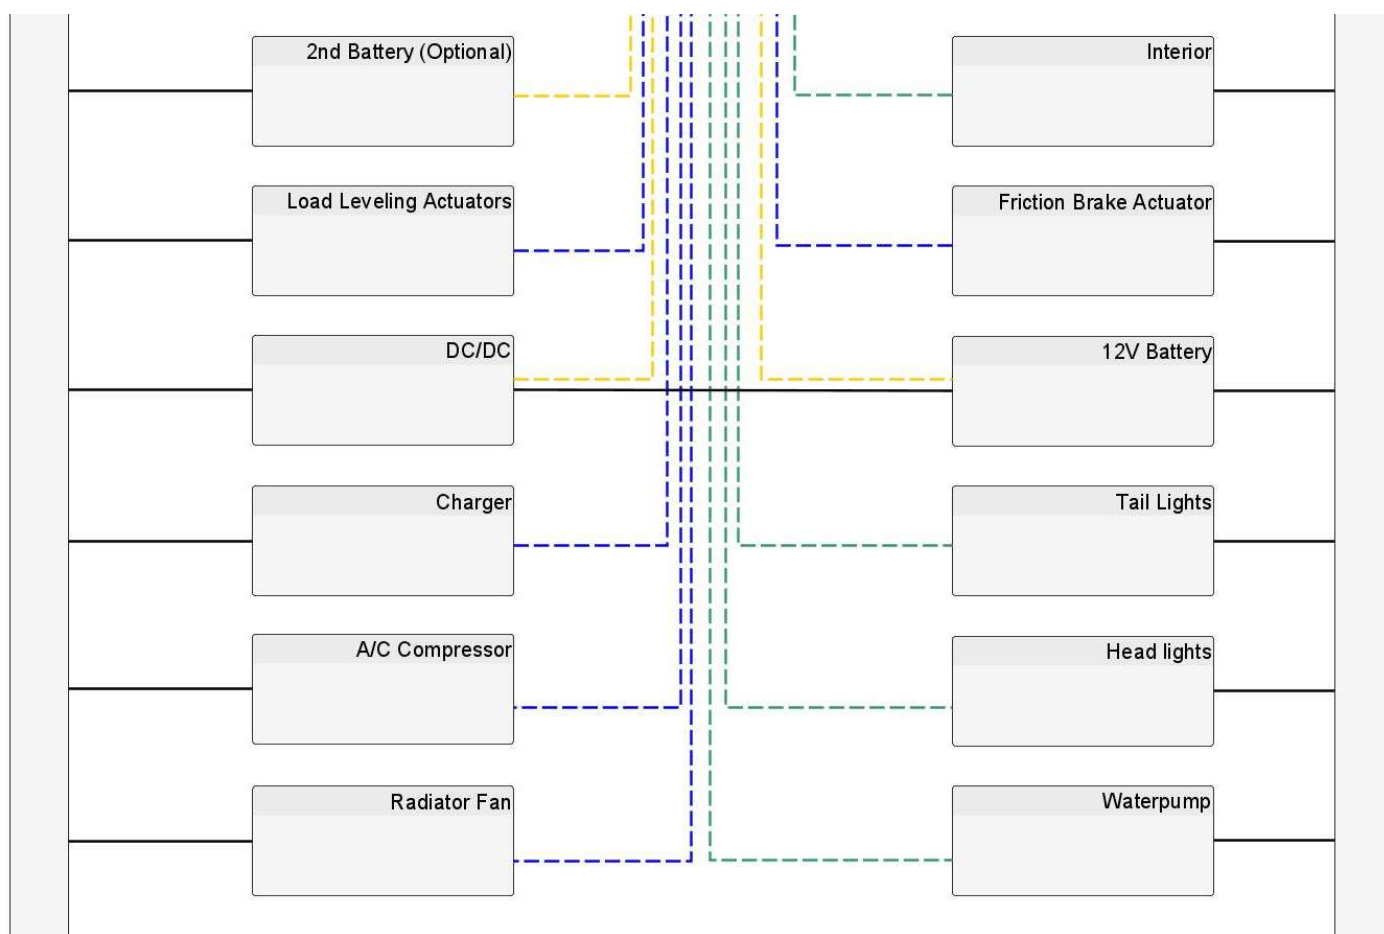 2nd Battery (Optional)
Interior
Load Leveling Actuators
Friction Brake Actuator
DC/DC
12V Battery
Charger
Tail Lights
A/C Compressor
Head lights
Radiator Fan
Waterpump